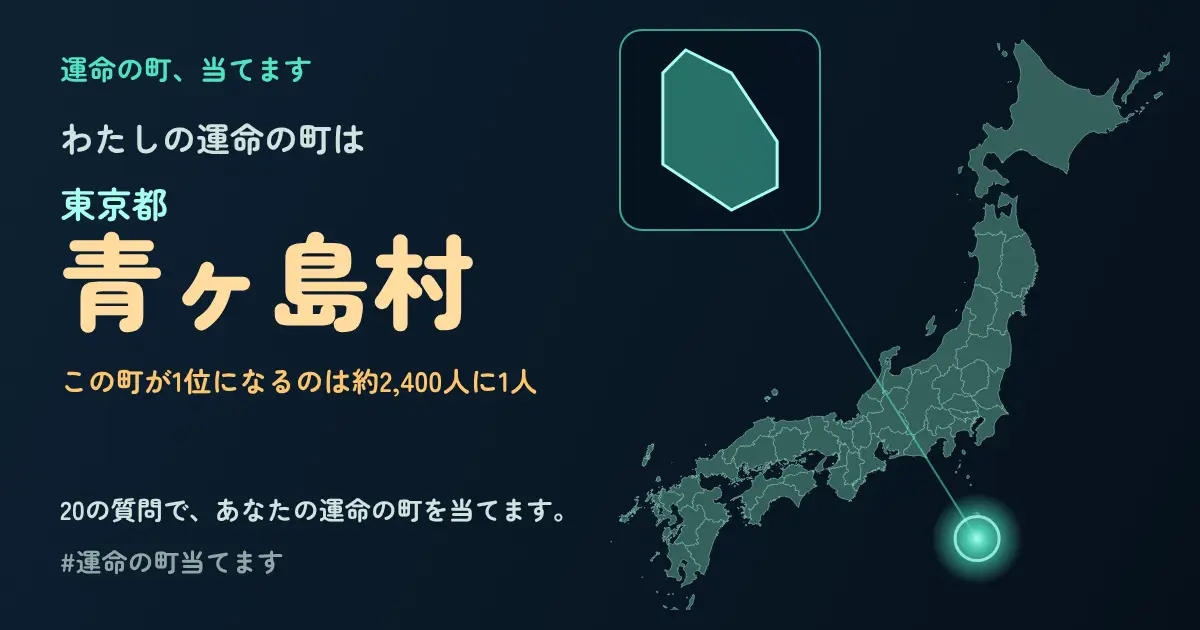 運命の町、当てます
わたしの運命の町は
東京都
青ヶ島村
この町が1位になるのは約2,400人に1人
20の質問で、あなたの運命の町を当てます。
#運命の町当てます